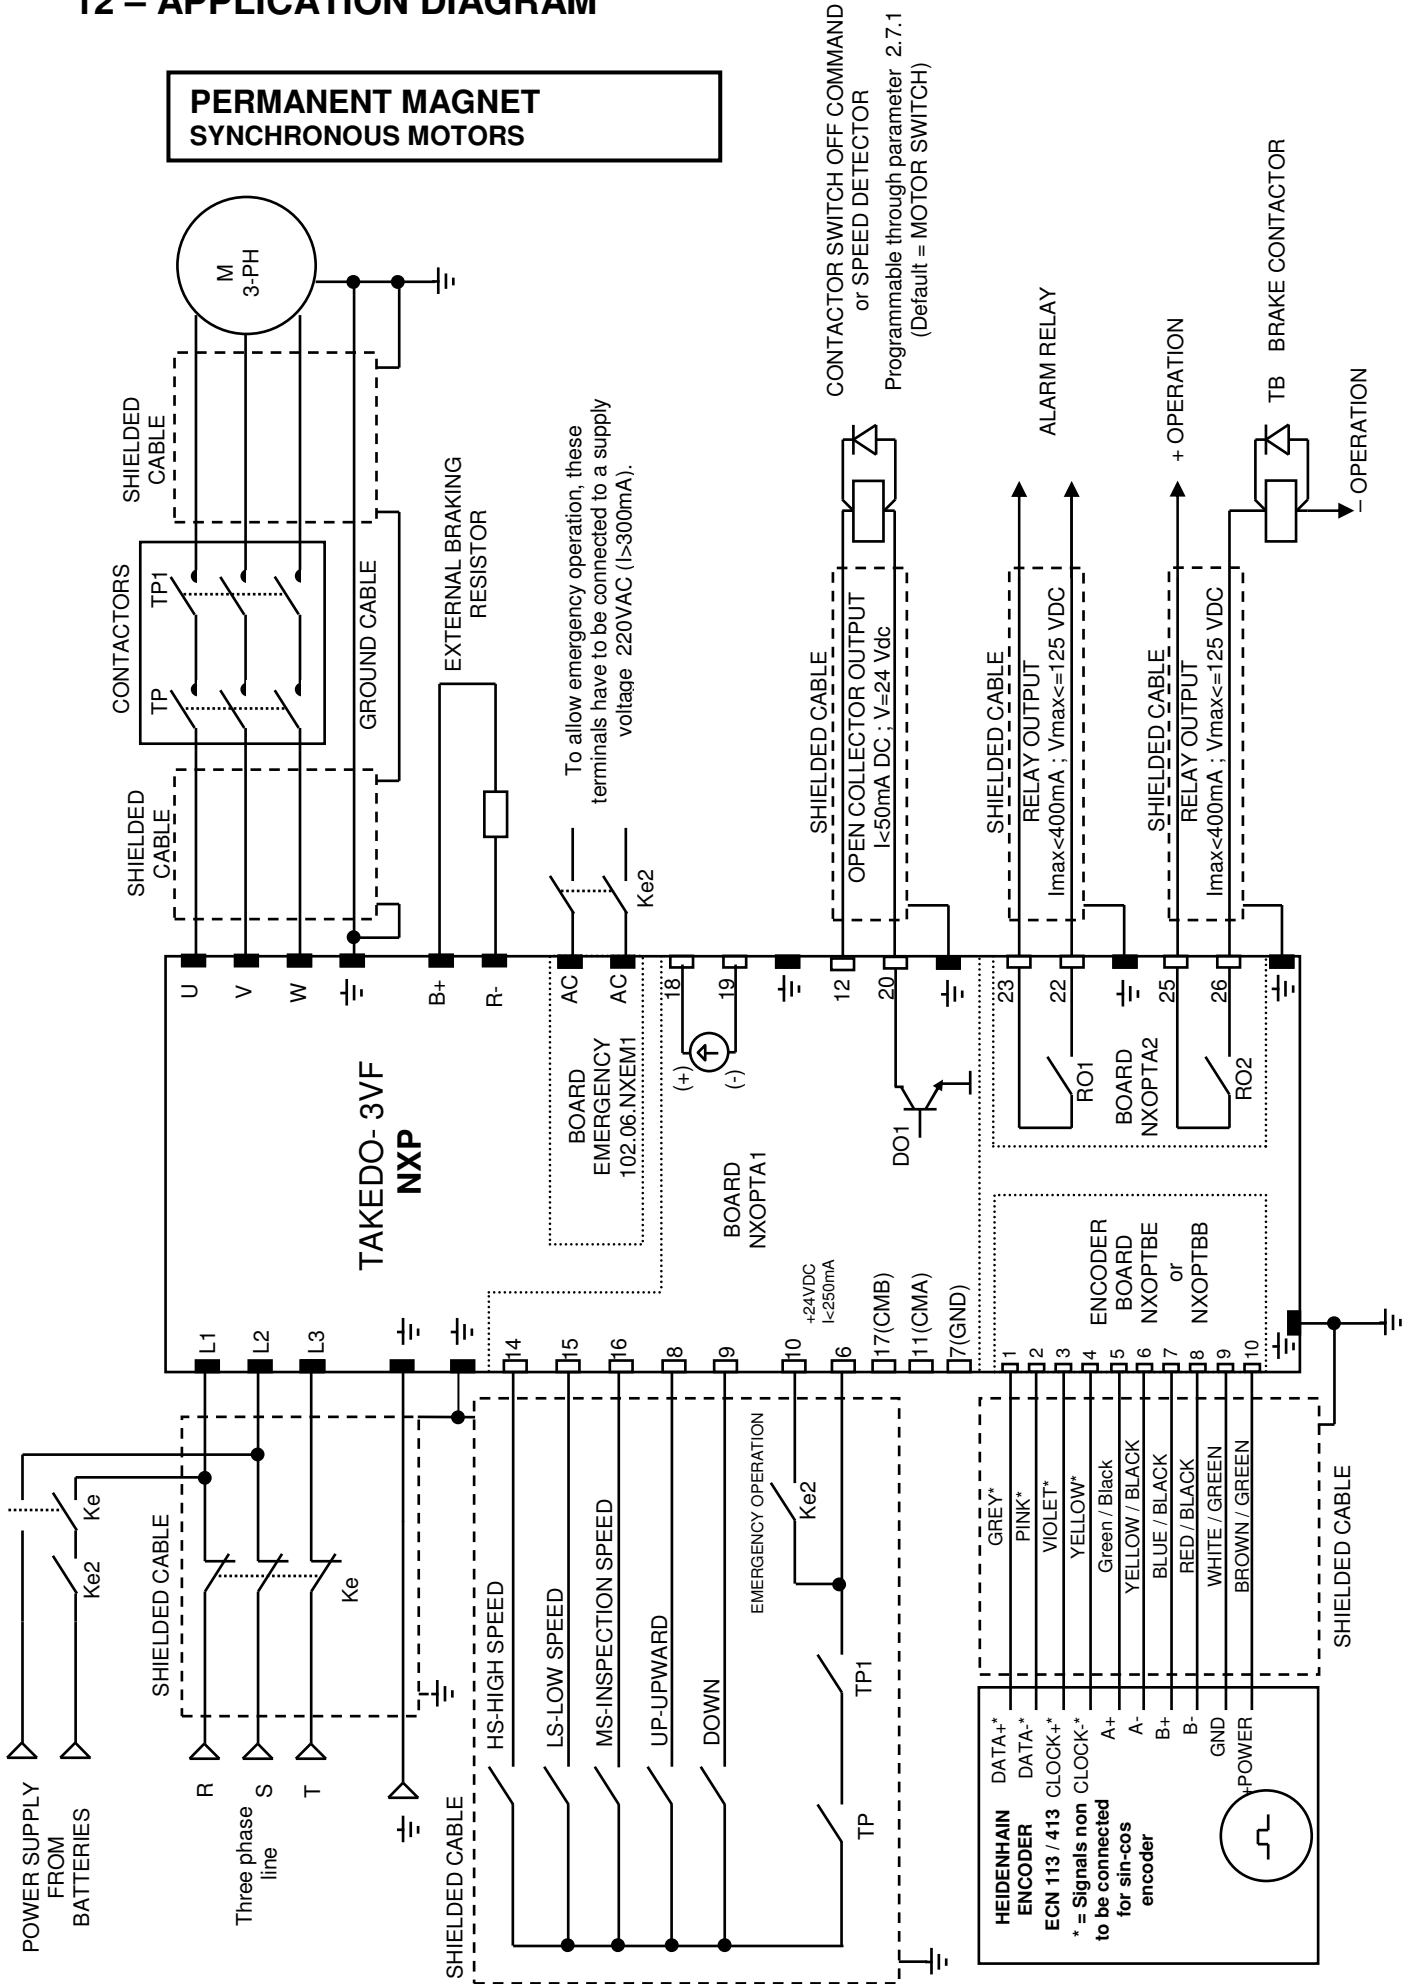 12 – APPLICATION DIAGRAM
PERMANENT MAGNET
SYNCHRONOUS MOTORS
M
3-PH
SHIELDED
CABLE
CONTACTORS
TP
TP1
SHIELDED
CABLE
GROUND CABLE
EXTERNAL BRAKING
RESISTOR
To allow emergency operation, these
terminals have to be connected to a supply
voltage 220VAC (I>300mA).
Ke2
SHIELDED CABLE
OPEN COLLECTOR OUTPUT
I<50mA DC ; V=24 Vdc
CONTACTOR SWITCH OFF COMMAND
or SPEED DETECTOR
Programmable through parameter 2.7.1
(Default = MOTOR SWITCH)
SHIELDED CABLE
RELAY OUTPUT
Imax<400mA ; Vmax<=125 VDC
ALARM RELAY
SHIELDED CABLE
RELAY OUTPUT
Imax<400mA ; Vmax<=125 VDC
+ OPERATION
TB BRAKE CONTACTOR
– OPERATION
U
V
W
B+
R-
AC
AC
18
19
12
20
23
22
25
26
TAKEDO- 3VF
NXP
BOARD
EMERGENCY
102.06.NXEM1
(+)
(-)
BOARD
NXOPTA1
DO1
RO1
BOARD
NXOPTA2
RO2
ENCODER
BOARD
NXOPTBE
or
NXOPTBB
+24VDC
I<250mA
L1
L2
L3
14
15
16
8
9
10
6
17(CMB)
11(CMA)
7(GND)
1
2
3
4
5
6
7
8
9
10
Ke
Ke2
SHIELDED CABLE
Ke
POWER SUPPLY
FROM
BATTERIES
R
S
T
Three phase
line
SHIELDED CABLE
HS-HIGH SPEED
LS-LOW SPEED
MS-INSPECTION SPEED
UP-UPWARD
DOWN
EMERGENCY OPERATION
Ke2
TP1
TP
GREY*
PINK*
VIOLET*
YELLOW*
Green / Black
YELLOW / BLACK
BLUE / BLACK
RED / BLACK
WHITE / GREEN
BROWN / GREEN
SHIELDED CABLE
DATA+*
DATA-*
CLOCK+*
CLOCK-*
A+
A-
B+
B-
GND
+POWER
HEIDENHAIN
ENCODER
ECN 113 / 413
* = Signals non
to be connected
for sin-cos
encoder